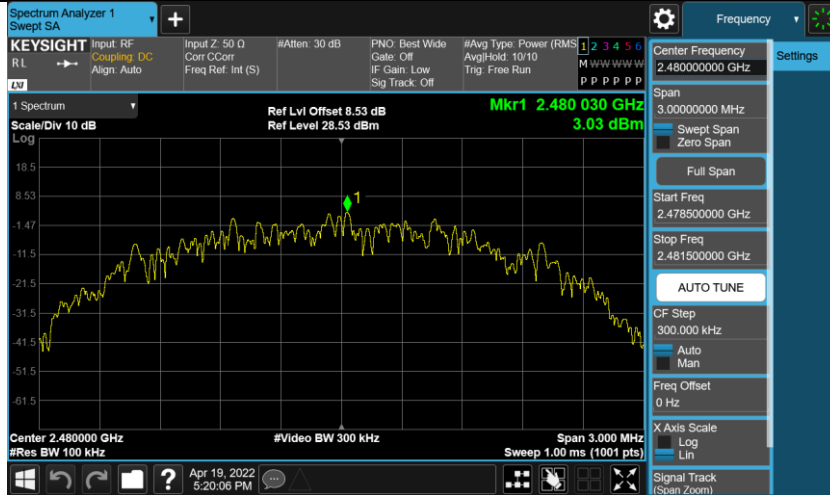 Spectrum Analyzer 1
Swept SA
Frequency
KEYSIGHT
RL
LXI
Input: RF
Coupling: DC
Align: Auto
Input Z: 50 Ω
Corr CCorr
Freq Ref: Int (S)
#Atten: 30 dB
PNO: Best Wide
Gate: Off
IF Gain: Low
Sig Track: Off
#Avg Type: Power (RMS
Avg|Hold: 10/10
Trig: Free Run
1 2 3 4 5 6
M W W W W W
P P P P P P
1 Spectrum
Scale/Div 10 dB
Log
Ref Lvl Offset 8.53 dB
Ref Level 28.53 dBm
Mkr1 2.480 030 GHz
3.03 dBm
18.5
8.53
-1.47
-11.5
-21.5
-31.5
-41.5
-51.5
-61.5
1
Center 2.480000 GHz
#Res BW 100 kHz
#Video BW 300 kHz
Span 3.000 MHz
Sweep 1.00 ms (1001 pts)
Apr 19, 2022
5:20:06 PM
Center Frequency
2.480000000 GHz
Settings
Span
3.00000000 MHz
Swept Span
Zero Span
Full Span
Start Freq
2.478500000 GHz
Stop Freq
2.481500000 GHz
AUTO TUNE
CF Step
300.000 kHz
Auto
Man
Freq Offset
0 Hz
X Axis Scale
Log
Lin
Signal Track
(Span Zoom)